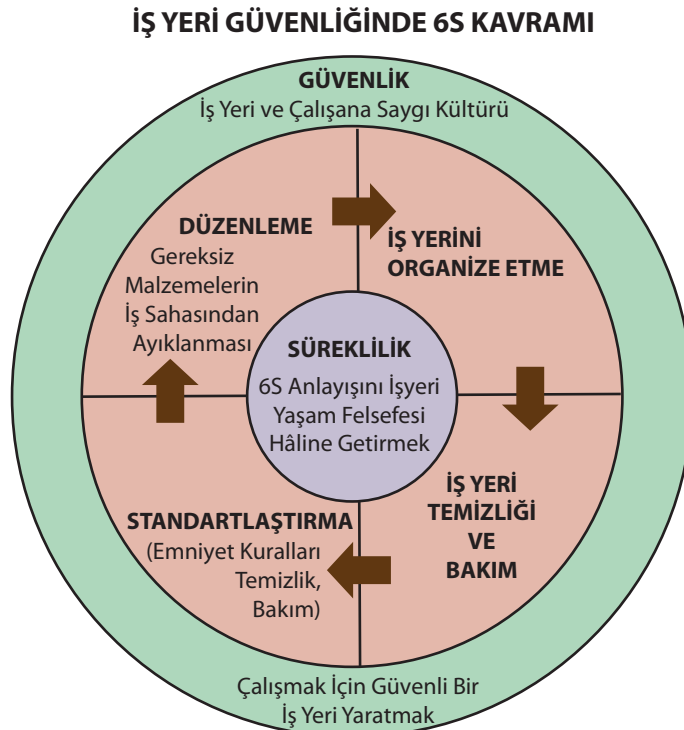 İŞ YERİ GÜVENLİĞİNDE 6S KAVRAMI
GÜVENLİK
İş Yeri ve Çalışana Saygı Kültürü
DÜZENLEME
Gereksiz
Malzemelerin
İş Sahasından
Ayıklanması
İŞ YERİNİ
ORGANİZE ETME
SÜREKLİLİK
6S Anlayışını İşyeri
Yaşam Felsefesi
Hâline Getirmek
STANDARTLAŞTIRMA
(Emniyet Kuralları
Temizlik,
Bakım)
İŞ YERİ
TEMİZLİĞİ
VE
BAKIM
Çalışmak İçin Güvenli Bir
İş Yeri Yaratmak